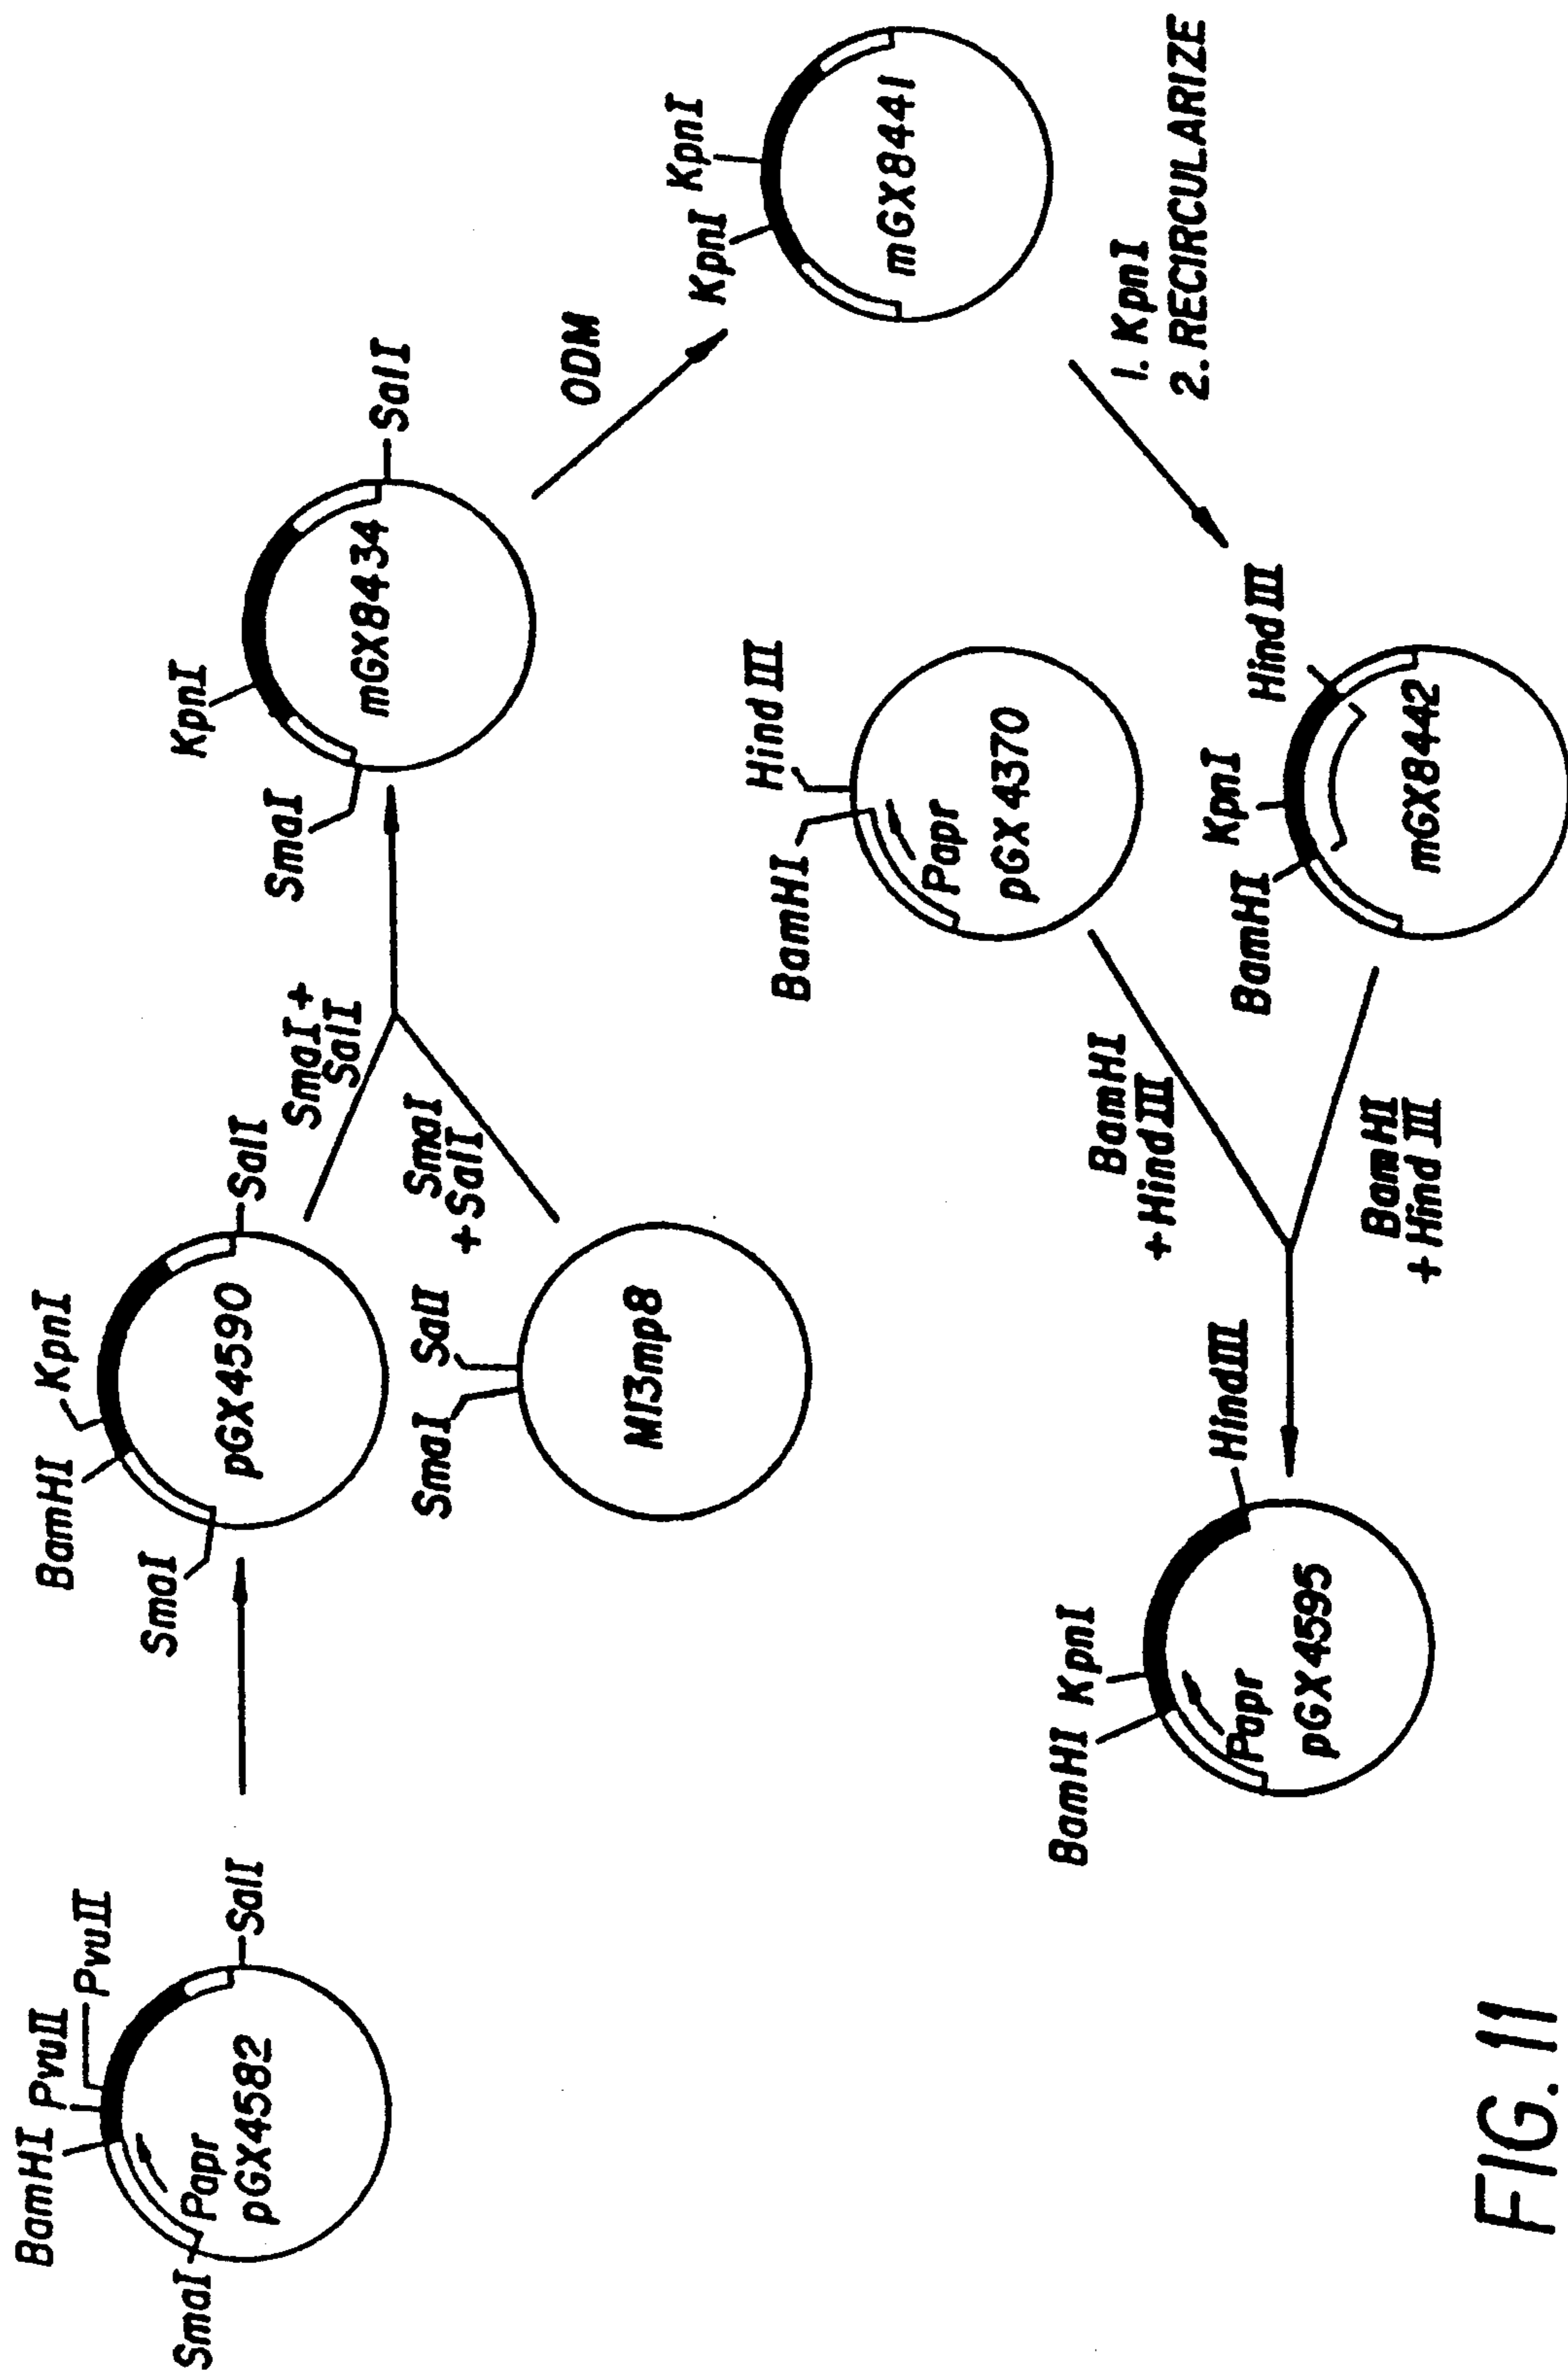 BamHI PvuII
PvuII
SmaI
SalI
Papr
pGX4582
BamHI KpnI
SmaI
SalI
pGX4590
SmaI SalI
M13mp8
SmaI +
SalI
SmaI
+ SalI
KpnI
SmaI
SalI
mGX8434
ODM
KpnI KpnI
mGX8441
1. KpnI
2. RECIRCULARIZE
BamHI HindIII
Papr
pGX4370
BamHI KpnI HindIII
mGX8442
BamHI
+ HindIII
BamHI
+ HindIII
BamHI KpnI HindIII
Papr
pGX4595
FIG. 11